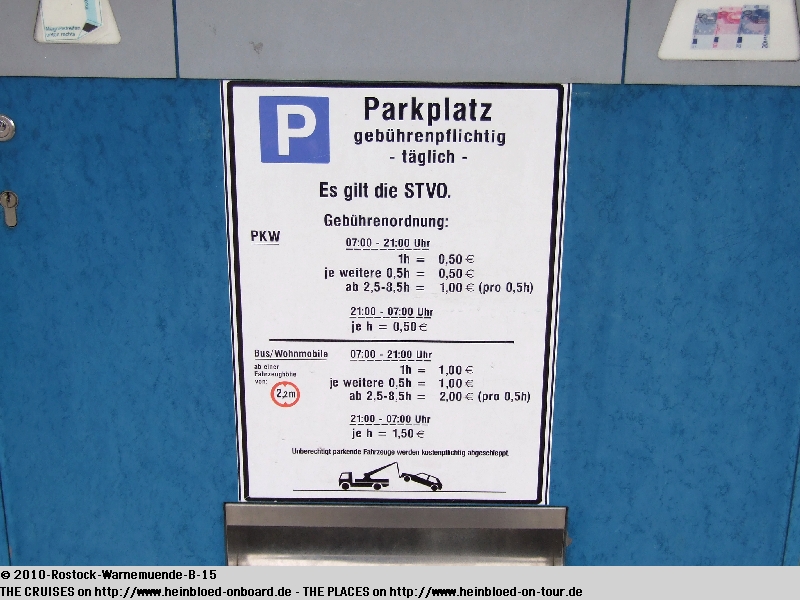 P
Parkplatz
gebührenpflichtig
- täglich -
Es gilt die STVO.
Gebührenordnung:
PKW
07:00 - 21:00 Uhr
1h = 0,50 €
je weitere 0,5h = 0,50 €
ab 2,5-8,5h = 1,00 € (pro 0,5h)
21:00 - 07:00 Uhr
je h = 0,50 €
Bus/Wohnmobile
ab einer
Fahrzeughöhe
von:
2,2m
07:00 - 21:00 Uhr
1h = 1,00 €
je weitere 0,5h = 1,00 €
ab 2,5-8,5h = 2,00 € (pro 0,5h)
21:00 - 07:00 Uhr
je h = 1,50 €
Unberechtigt parkende Fahrzeuge werden kostenpflichtig abgeschleppt.
© 2010-Rostock-Warnemuende-B-15
THE CRUISES on http://www.heinbloed-onboard.de - THE PLACES on http://www.heinbloed-on-tour.de